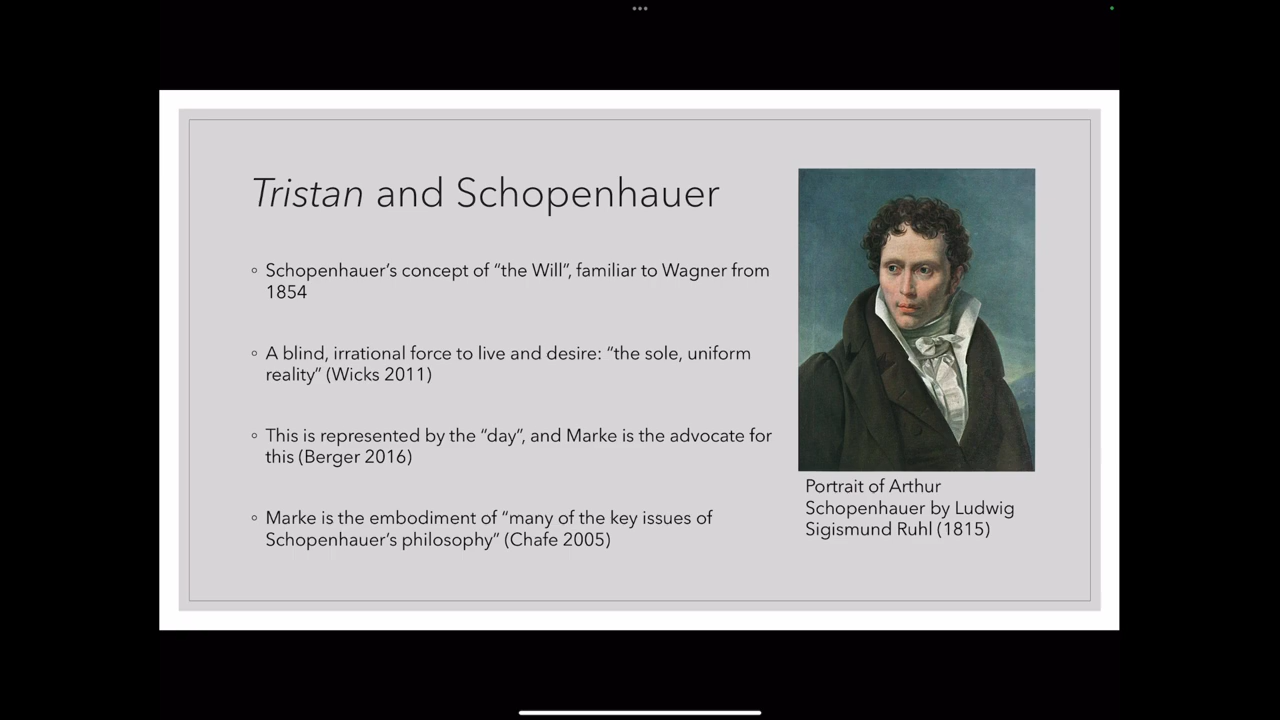 Tristan and Schopenhauer
◦ Schopenhauer’s concept of “the Will”, familiar to Wagner from
1854
◦ A blind, irrational force to live and desire: “the sole, uniform
reality” (Wicks 2011)
◦ This is represented by the “day”, and Marke is the advocate for
this (Berger 2016)
◦ Marke is the embodiment of “many of the key issues of
Schopenhauer’s philosophy” (Chafe 2005)
Portrait of Arthur
Schopenhauer by Ludwig
Sigismund Ruhl (1815)